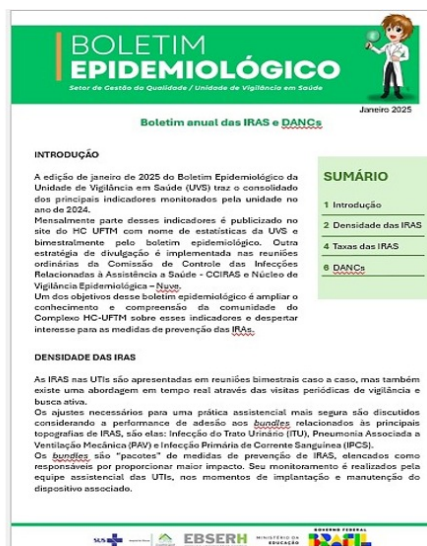 BOLETIM
EPIDEMIOLÓGICO
Setor de Gestão da Qualidade / Unidade de Vigilância em Saúde
Janeiro 2025
Boletim anual das IRAS e DANCs
INTRODUÇÃO
A edição de janeiro de 2025 do Boletim Epidemiológico da
Unidade de Vigilância em Saúde (UVS) traz o consolidado
dos principais indicadores monitorados pela unidade no
ano de 2024.
Mensalmente parte desses indicadores é publicizado no
site do HC UFTM com nome de estatísticas da UVS e
bimestralmente pelo boletim epidemiológico. Outra
estratégia de divulgação é implementada nas reuniões
ordinárias da Comissão de Controle das Infecções
Relacionadas à Assistência a Saúde - CCIRAS e Núcleo de
Vigilância Epidemiológica – Nuve.
Um dos objetivos desse boletim epidemiológico é ampliar o
conhecimento e compreensão da comunidade do
Complexo HC-UFTM sobre esses indicadores e despertar
interesse para as medidas de prevenção das IRAs.
SUMÁRIO
1 Introdução
2 Densidade das IRAS
4 Taxas das IRAS
6 DANCs
DENSIDADE DAS IRAS
As IRAS nas UTIs são apresentadas em reuniões bimestrais caso a caso, mas também
existe uma abordagem em tempo real através das visitas periódicas de vigilância e
busca ativa.
Os ajustes necessários para uma prática assistencial mais segura são discutidos
considerando a performance de adesão aos bundles relacionados às principais
topografias de IRAS, são elas: Infecção do Trato Urinário (ITU), Pneumonia Associada a
Ventilação Mecânica (PAV) e Infecção Primária de Corrente Sanguínea (IPCS).
Os bundles são “pacotes” de medidas de prevenção de IRAS, elencados como
responsáveis por proporcionar maior impacto. Seu monitoramento é realizado pela
equipe assistencial das UTIs, nos momentos de implantação e manutenção do
dispositivo associado.
SUS
EBSERH
MINISTÉRIO DA
EDUCAÇÃO
GOVERNO FEDERAL
BRASIL